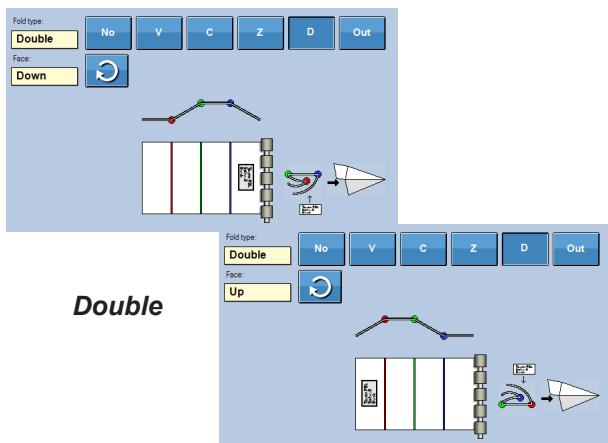 Fold type:
Double
No
V
C
Z
D
Out
Face:
Down
Fold type:
Double
No
V
C
Z
D
Out
Face:
Up
Double